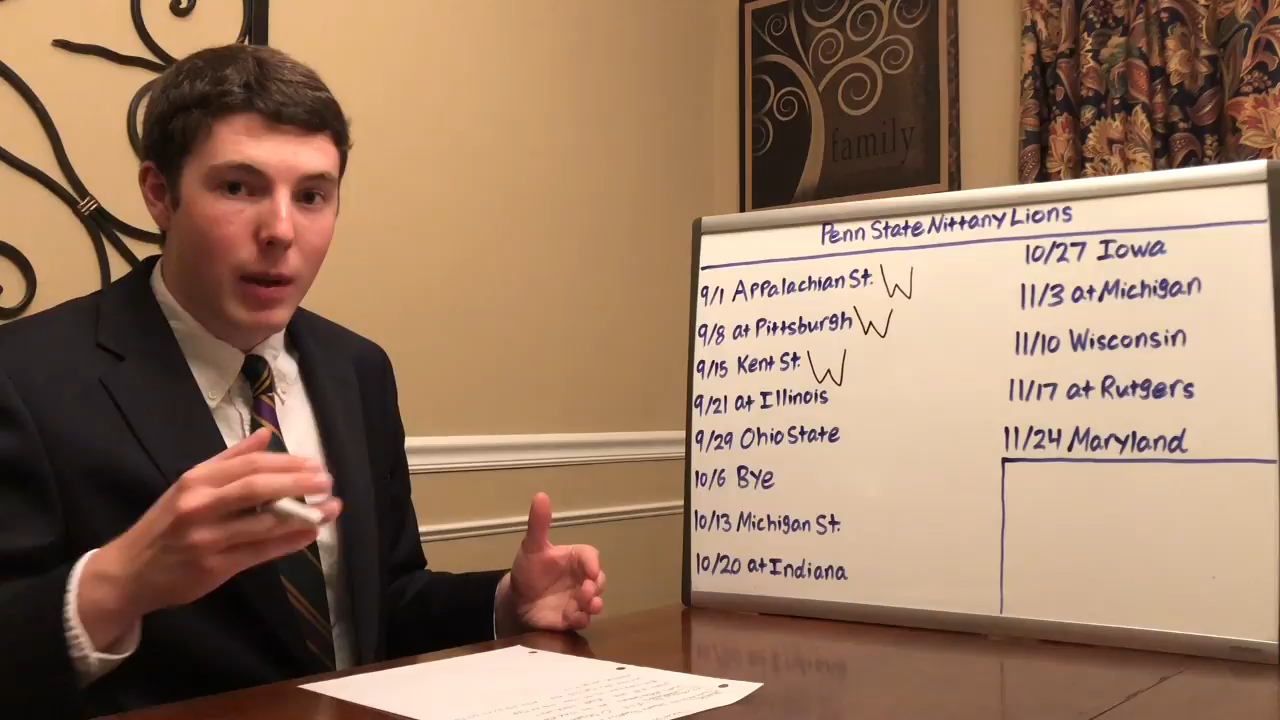 family
Penn State Nittany Lions
9/1 Appalachian St. W
9/8 at Pittsburgh W
9/15 Kent St. W
9/21 at Illinois
9/29 Ohio State
10/6 Bye
10/13 Michigan St.
10/20 at Indiana
10/27 Iowa
11/3 at Michigan
11/10 Wisconsin
11/17 at Rutgers
11/24 Maryland